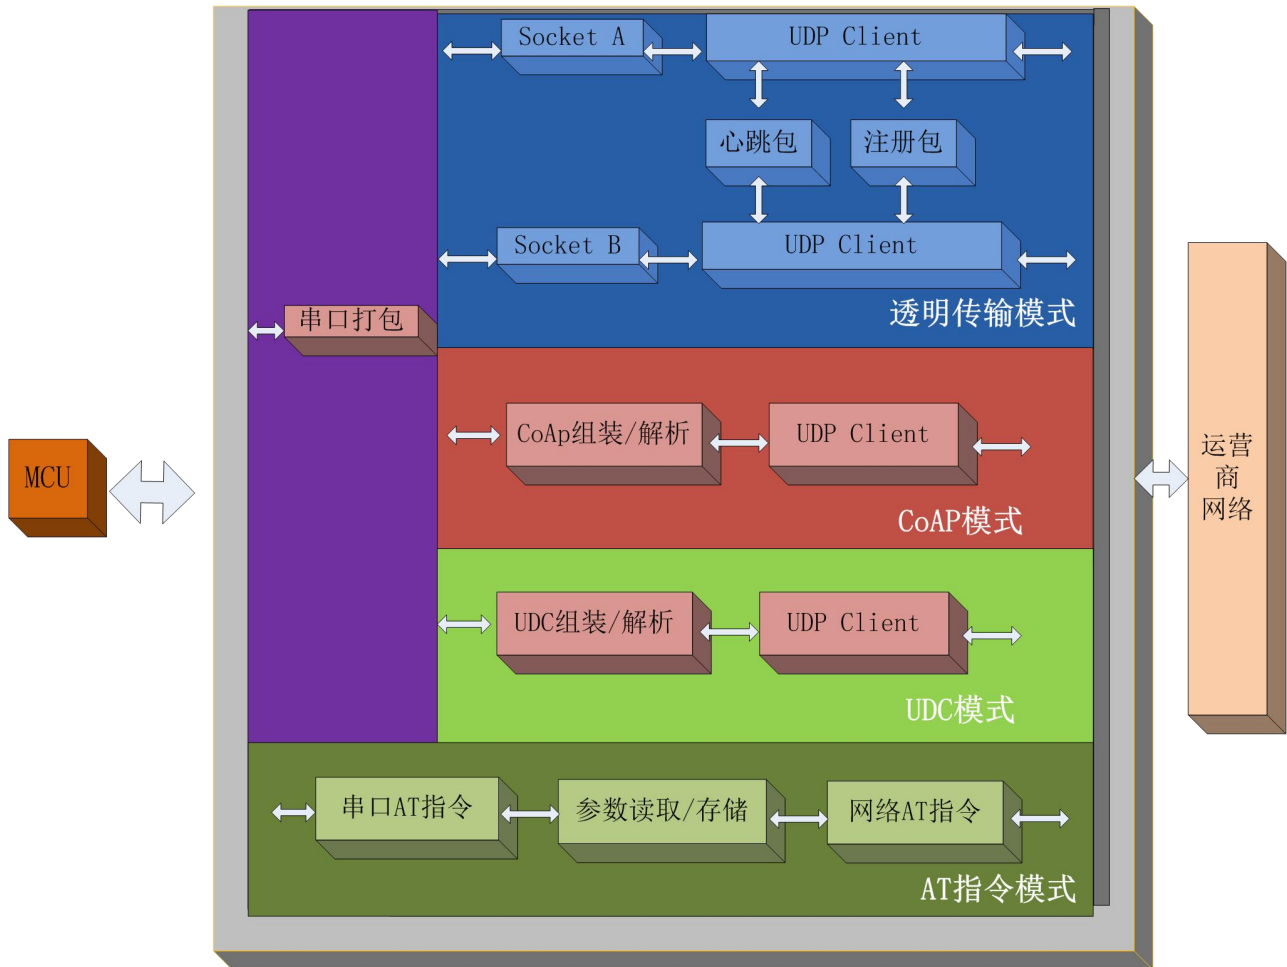 Socket A
UDP Client
心跳包
注册包
Socket B
UDP Client
透明传输模式
串口打包
CoAp组装/解析
UDP Client
CoAP模式
MCU
运营
商
网络
UDC组装/解析
UDP Client
UDC模式
串口AT指令
参数读取/存储
网络AT指令
AT指令模式